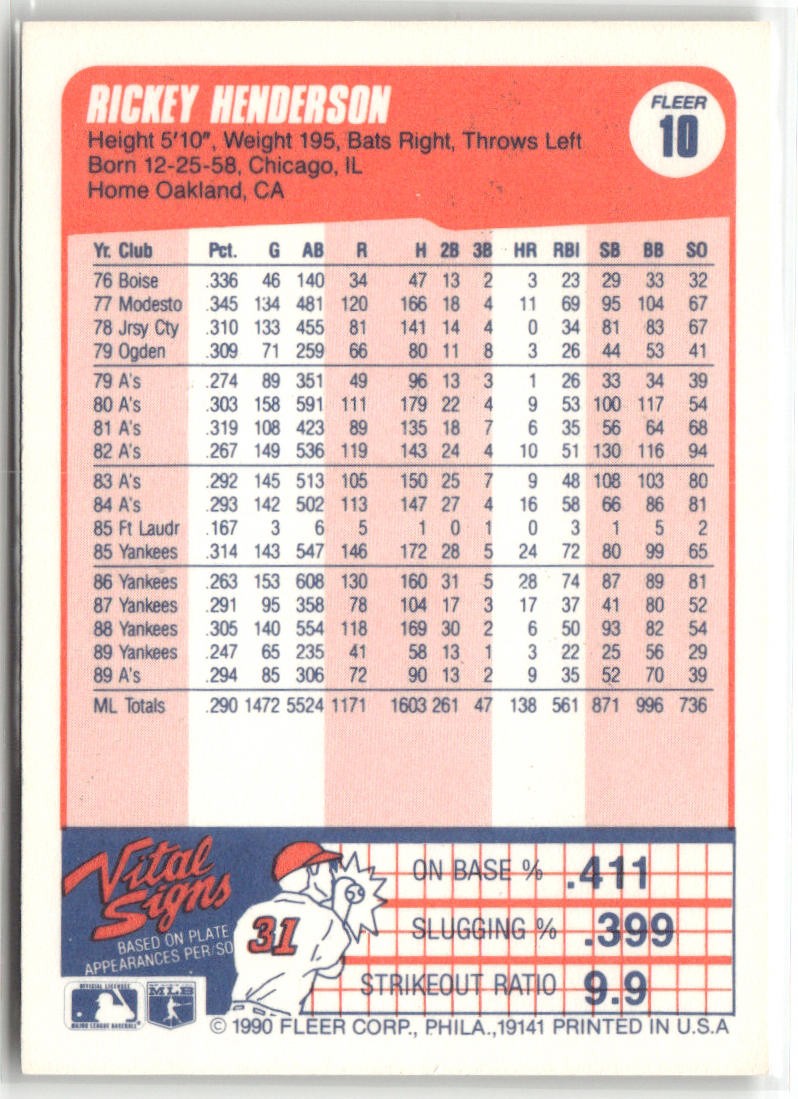 RICKEY HENDERSON
FLEER
10
Height 5'10", Weight 195, Bats Right, Throws Left
Born 12-25-58, Chicago, IL
Home Oakland, CA
Yr. Club Pct. G AB R H 2B 3B HR RBI SB BB SO
76 Boise .336 46 140 34 47 13 2 3 23 29 33 32
77 Modesto .345 134 481 120 166 18 4 11 69 95 104 67
78 Jrsy Cty .310 133 455 81 141 14 4 0 34 81 83 67
79 Ogden .309 71 259 66 80 11 8 3 26 44 53 41
79 A's .274 89 351 49 96 13 3 1 26 33 34 39
80 A's .303 158 591 111 179 22 4 9 53 100 117 54
81 A's .319 108 423 89 135 18 7 6 35 56 64 68
82 A's .267 149 536 119 143 24 4 10 51 130 116 94
83 A's .292 145 513 105 150 25 7 9 48 108 103 80
84 A's .293 142 502 113 147 27 4 16 58 66 86 81
85 Ft Laudr .167 3 6 5 1 0 1 0 3 1 5 2
85 Yankees .314 143 547 146 172 28 5 24 72 80 99 65
86 Yankees .263 153 608 130 160 31 5 28 74 87 89 81
87 Yankees .291 95 358 78 104 17 3 17 37 41 80 52
88 Yankees .305 140 554 118 169 30 2 6 50 93 82 54
89 Yankees .247 65 235 41 58 13 1 3 22 25 56 29
89 A's .294 85 306 72 90 13 2 9 35 52 70 39
ML Totals .290 1472 5524 1171 1603 261 47 138 561 871 996 736
Vital
Signs
BASED ON PLATE
APPEARANCES PER/SO
31
ON BASE % .411
SLUGGING % .399
STRIKEOUT RATIO 9.9
OFFICIAL LICENSEE
MAJOR LEAGUE BASEBALL
MLB
© 1990 FLEER CORP., PHILA.,19141 PRINTED IN U.S.A